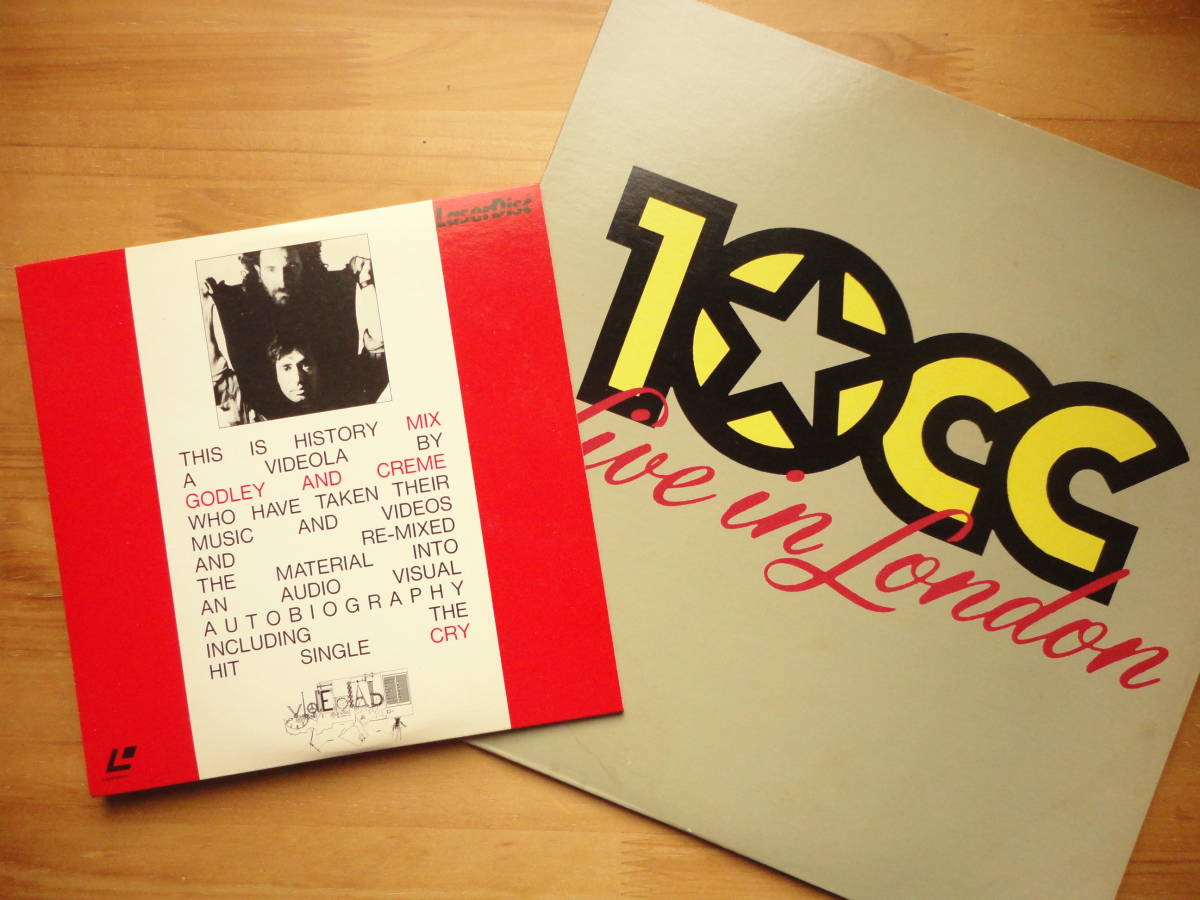 LaserDisc
THIS IS HISTORY MIX
A VIDEOLA BY
GODLEY AND CREME
WHO HAVE TAKEN THEIR
MUSIC AND VIDEOS
AND RE-MIXED
THE MATERIAL INTO
AN AUDIO VISUAL
AUTOBIOGRAPHY
INCLUDING THE
HIT SINGLE CRY
10cc
Live in London